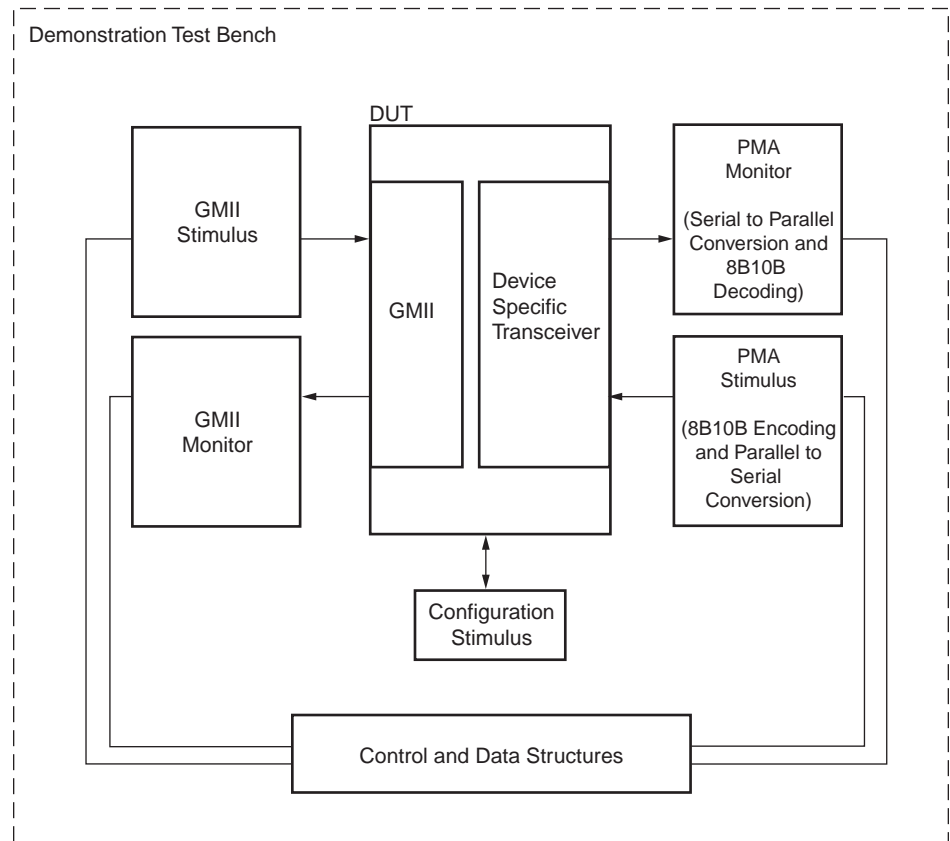 Demonstration Test Bench
DUT
GMII
Stimulus
GMII
Monitor
GMII
Device
Specific
Transceiver
PMA
Monitor
(Serial to Parallel
Conversion and
8B10B
Decoding)
PMA
Stimulus
(8B10B Encoding
and Parallel to
Serial
Conversion)
Configuration
Stimulus
Control and Data Structures